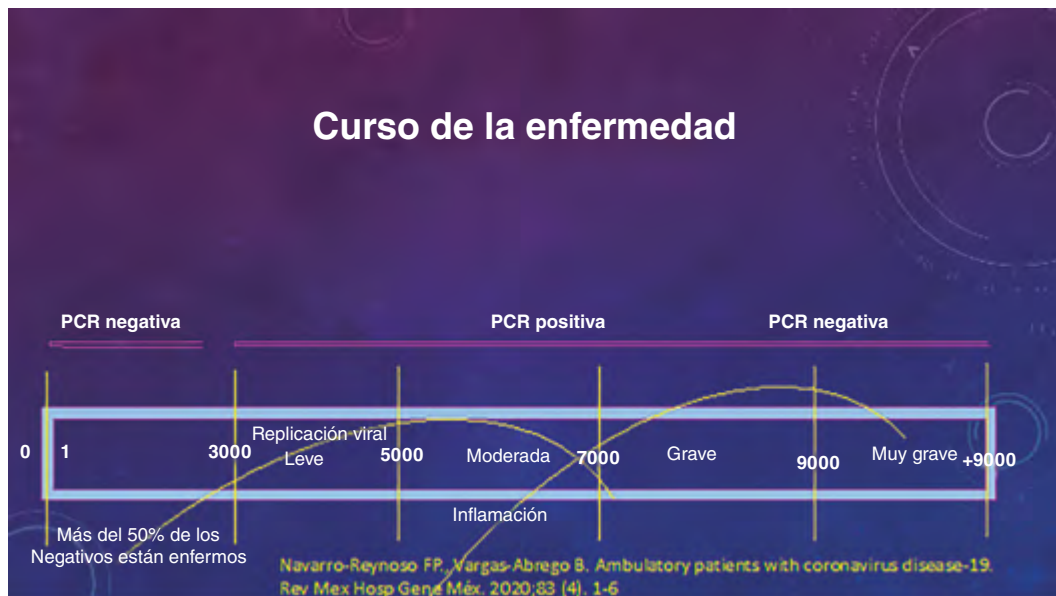 Curso de la enfermedad
PCR negativa
PCR positiva
PCR negativa
0
1
3000
Replicación viral
Leve
5000
Moderada
7000
Grave
9000
Muy grave
+9000
Inflamación
Más del 50% de los
Negativos están enfermos
Navarro-Reynoso FP., Vargas-Abrego B. Ambulatory patients with coronavirus disease-19.
Rev Mex Hosp Gene Méx. 2020;83 (4). 1-6